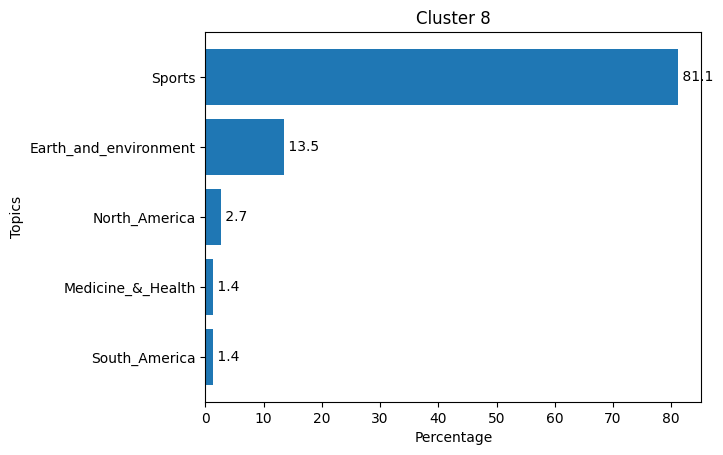 Cluster 8
Sports
81.1
Earth_and_environment
13.5
North_America
2.7
Medicine_&_Health
1.4
South_America
1.4
Topics
0 10 20 30 40 50 60 70 80
Percentage